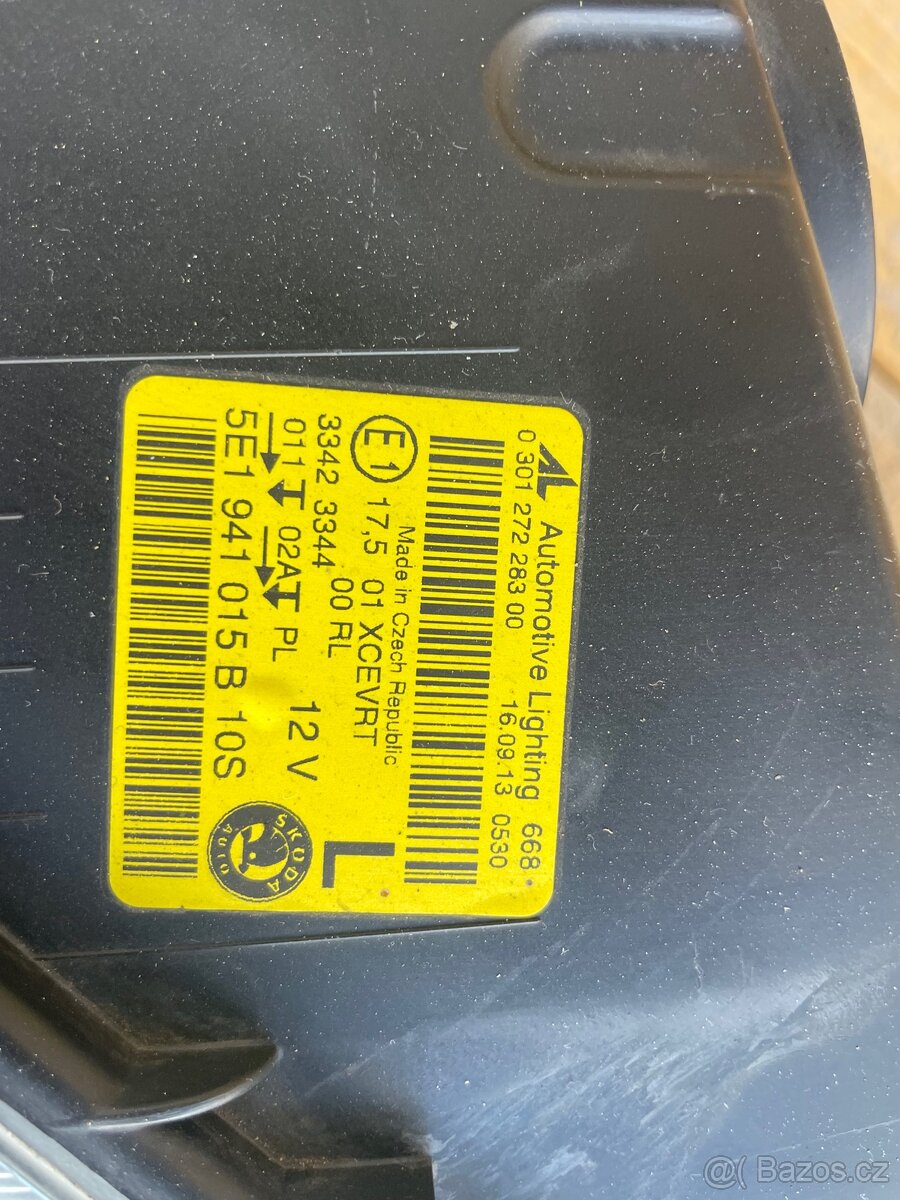 AL Automotive Lighting 668
0 301 272 283 00 16.09.13 0530
Made in Czech Republic
E1 17,5 01 XCEVRT
3342 3344 00 RL
011 02A PL 12 V
L
5E1 941 015 B 10S
SKODA
AUTO
@( Bazos.cz